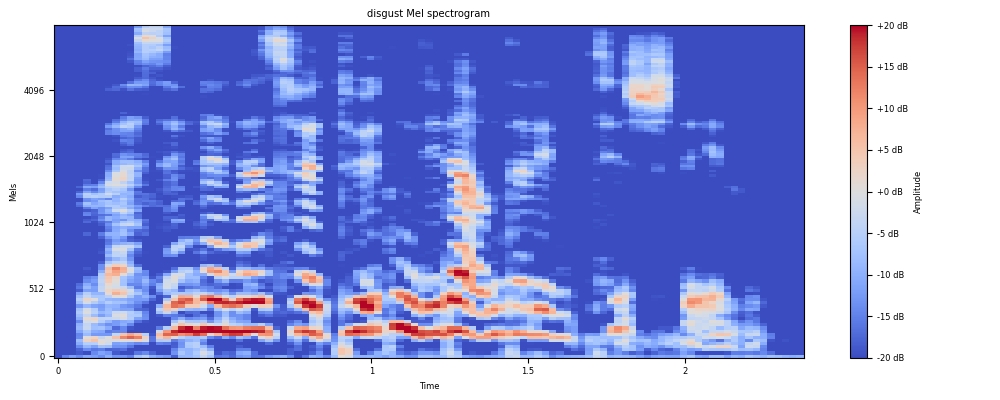 disgust Mel spectrogram
+20 dB
+15 dB
+10 dB
+5 dB
+0 dB
-5 dB
-10 dB
-15 dB
-20 dB
Amplitude
4096
2048
1024
512
0
Mels
0
0.5
1
1.5
2
Time